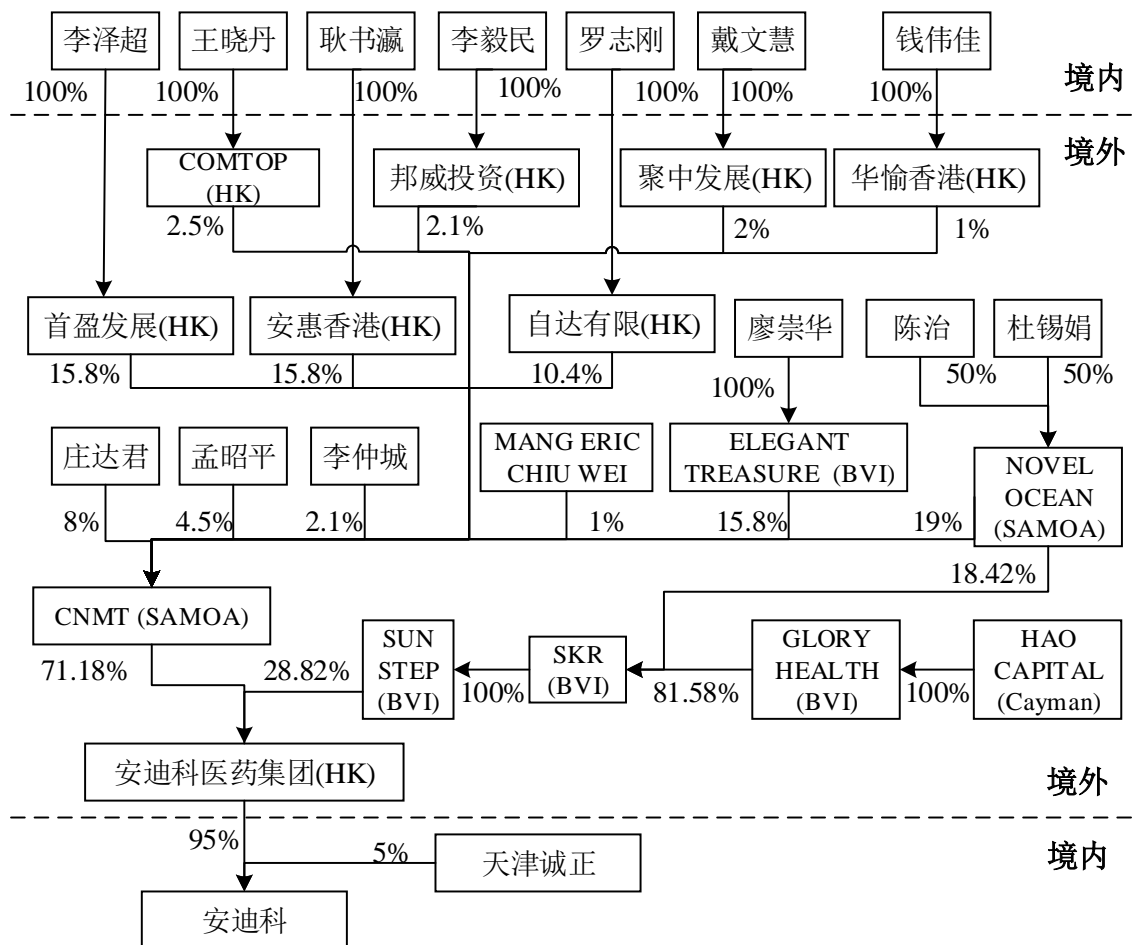 李泽超
王晓丹
耿书瀛
李毅民
罗志刚
戴文慧
钱伟佳
100%
100%
100%
100%
100%
100%
100%
境内
境外
COMTOP
(HK)
邦威投资(HK)
聚中发展(HK)
华愉香港(HK)
2.5%
2.1%
2%
1%
首盈发展(HK)
安惠香港(HK)
自达有限(HK)
廖崇华
陈治
杜锡娟
15.8%
15.8%
10.4%
100%
50%
50%
庄达君
孟昭平
李仲城
MANG ERIC
CHIU WEI
ELEGANT
TREASURE (BVI)
NOVEL
OCEAN
(SAMOA)
8%
4.5%
2.1%
1%
15.8%
19%
18.42%
CNMT (SAMOA)
SUN
STEP
(BVI)
SKR
(BVI)
GLORY
HEALTH
(BVI)
HAO
CAPITAL
(Cayman)
71.18%
28.82%
100%
81.58%
100%
安迪科医药集团(HK)
境外
95%
5%
天津诚正
境内
安迪科